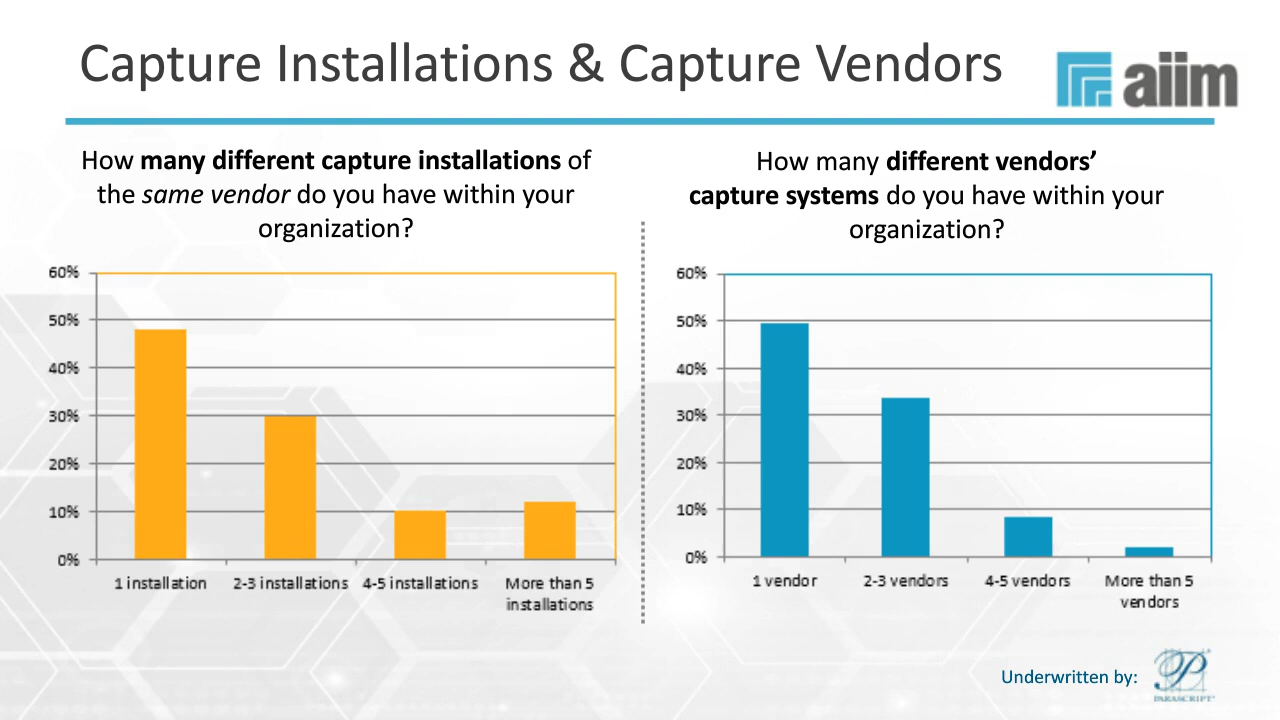 Capture Installations & Capture Vendors
aiim
How many different capture installations of
the same vendor do you have within your
organization?
60%
50%
40%
30%
20%
10%
0%
1 installation
2-3 installations
4-5 installations
More than 5
installations
How many different vendors’
capture systems do you have within your
organization?
60%
50%
40%
30%
20%
10%
0%
1 vendor
2-3 vendors
4-5 vendors
More than 5
vendors
Underwritten by:
PARASCRIPT